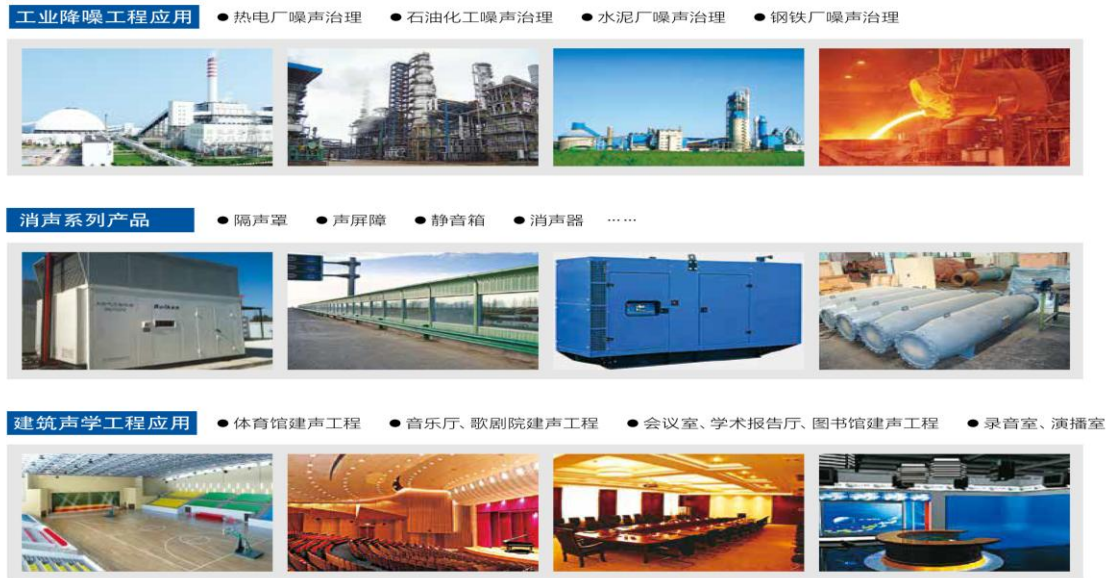 工业降噪工程应用 ●热电厂噪声治理 ●石油化工噪声治理 ●水泥厂噪声治理 ●钢铁厂噪声治理
消声系列产品 ●隔声罩 ●声屏障 ●静音箱 ●消声器 ……
建筑声学工程应用 ●体育馆建声工程 ●音乐厅、歌剧院建声工程 ●会议室、学术报告厅、图书馆建声工程 ●录音室、演播室